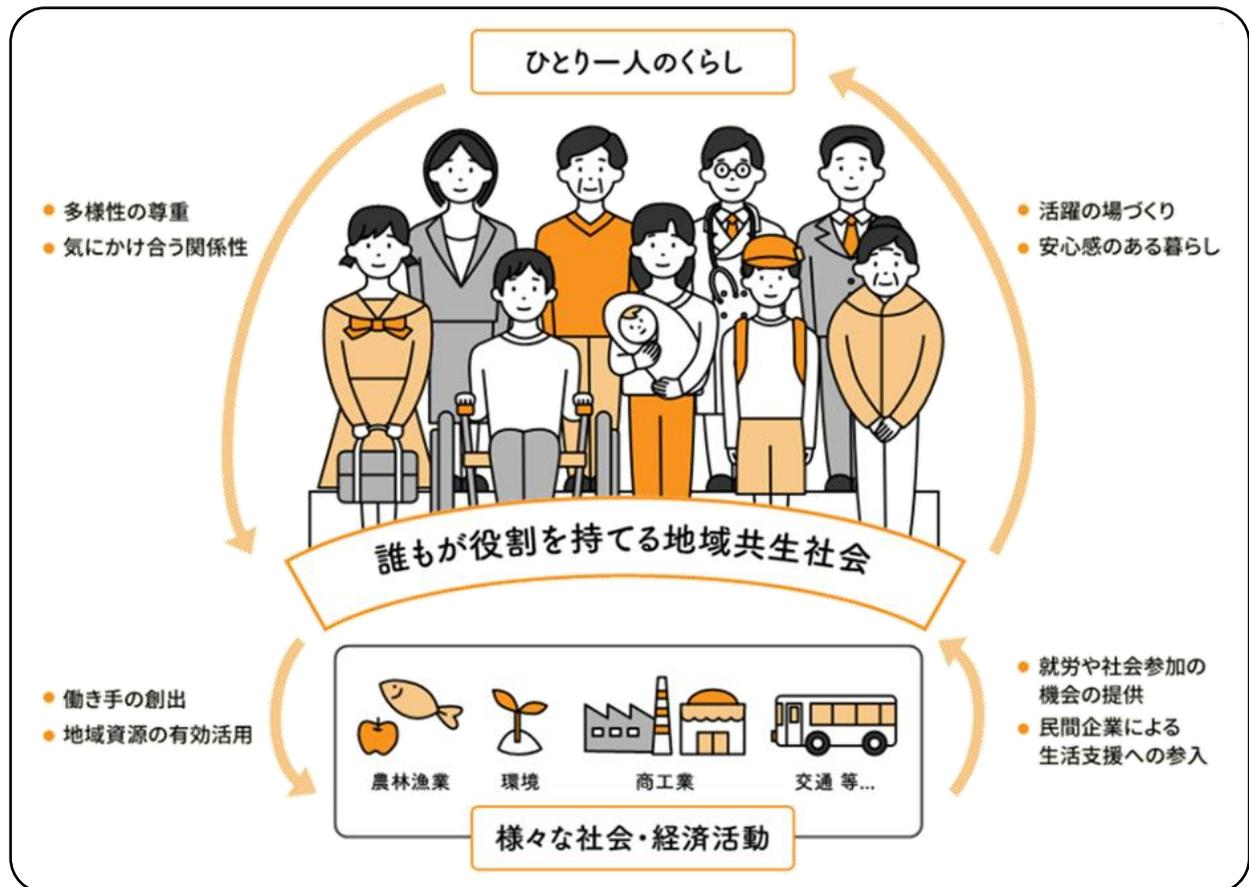 ひとり一人のくらし
● 多様性の尊重
● 気にかけ合う関係性
● 活躍の場づくり
● 安心感のある暮らし
誰もが役割を持てる地域共生社会
● 働き手の創出
● 地域資源の有効活用
● 就労や社会参加の
機会の提供
● 民間企業による
生活支援への参入
農林漁業
環境
商工業
交通 等...
様々な社会・経済活動